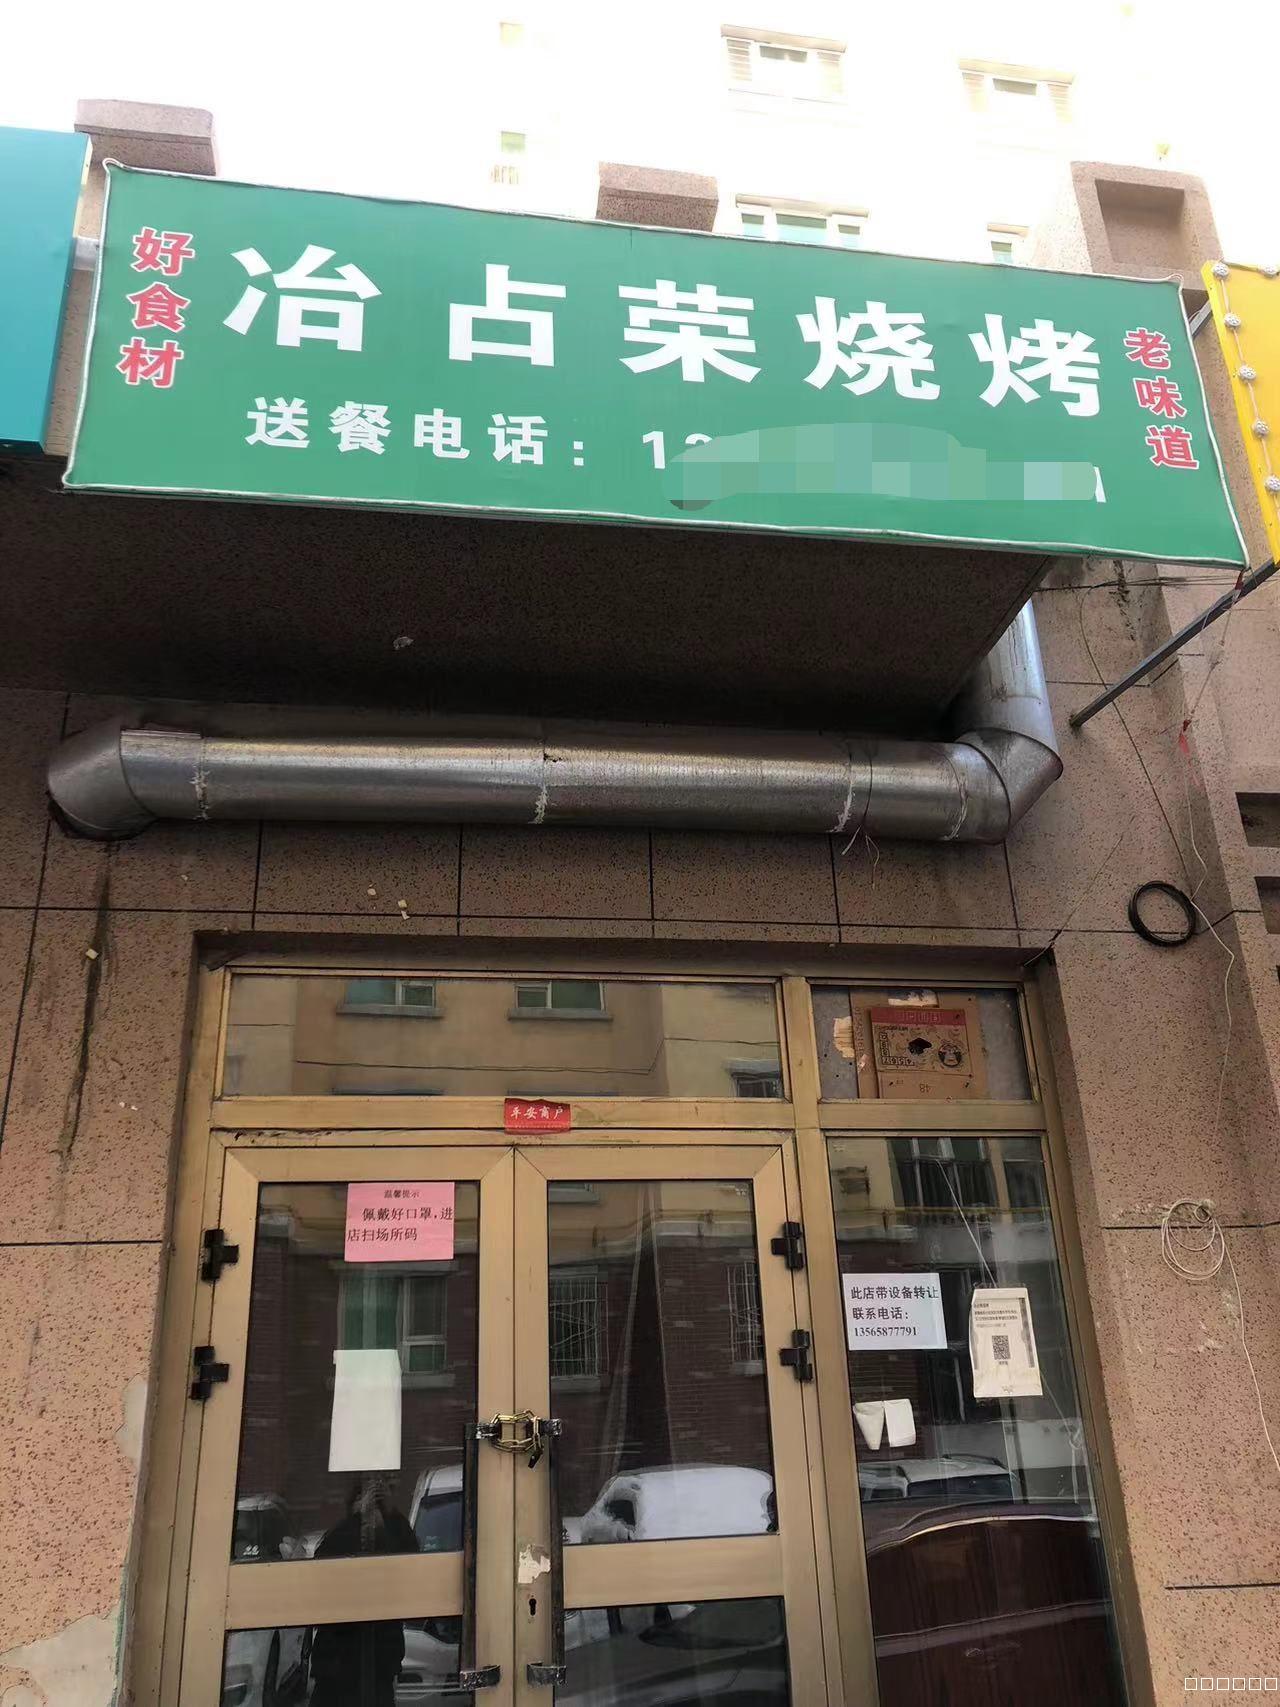 好食材
冶占荣烧烤
老味道
送餐电话：
平安商户
温馨提示
佩戴好口罩，进
店扫场所码
此店带设备转让
联系电话：
13565877791
48